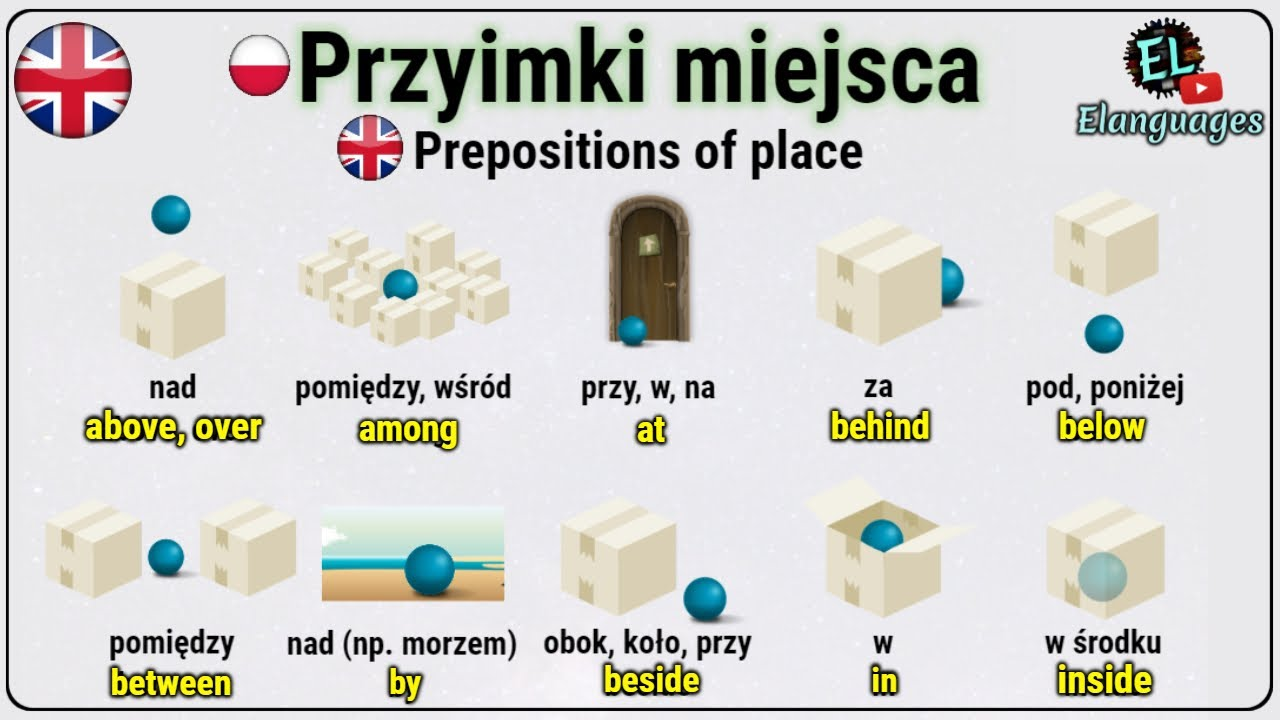 Przyimki miejsca
EL
Elanguages
Prepositions of place
nad
above, over
pomiędzy, wśród
among
przy, w, na
at
za
behind
pod, poniżej
below
pomiędzy
between
nad (np. morzem)
by
obok, koło, przy
beside
w
in
w środku
inside